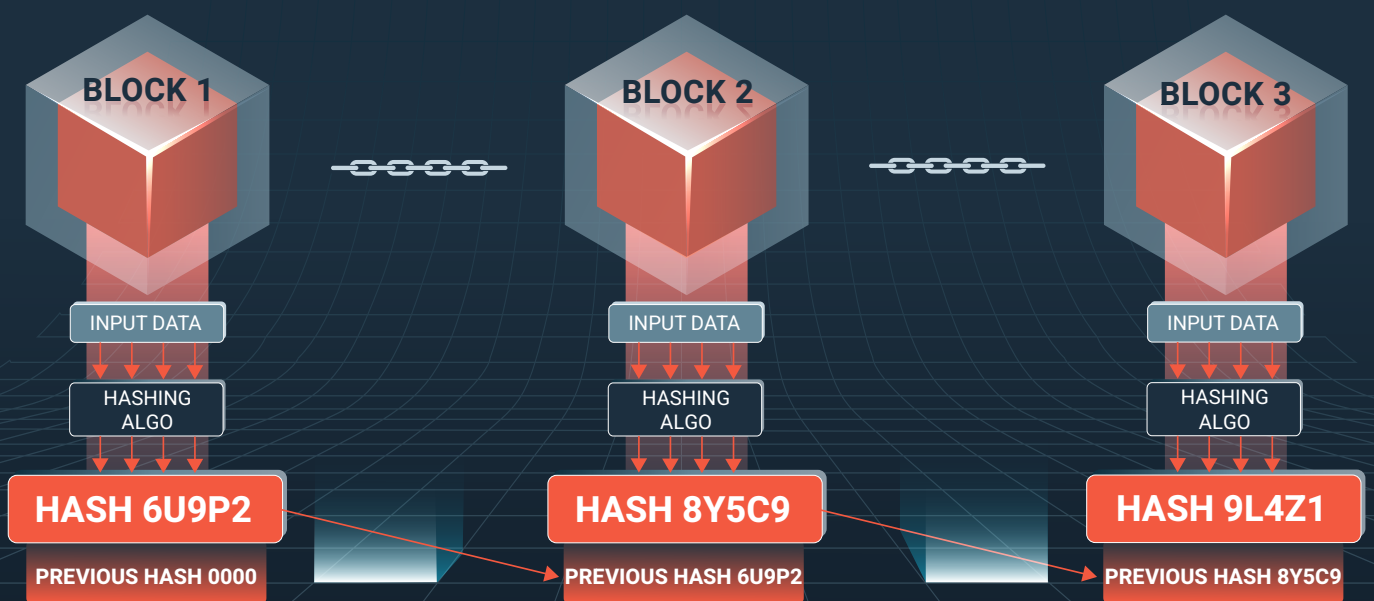 BLOCK 1
BLOCK 2
BLOCK 3
INPUT DATA
INPUT DATA
INPUT DATA
HASHING
ALGO
HASHING
ALGO
HASHING
ALGO
HASH 6U9P2
HASH 8Y5C9
HASH 9L4Z1
PREVIOUS HASH 0000
PREVIOUS HASH 6U9P2
PREVIOUS HASH 8Y5C9